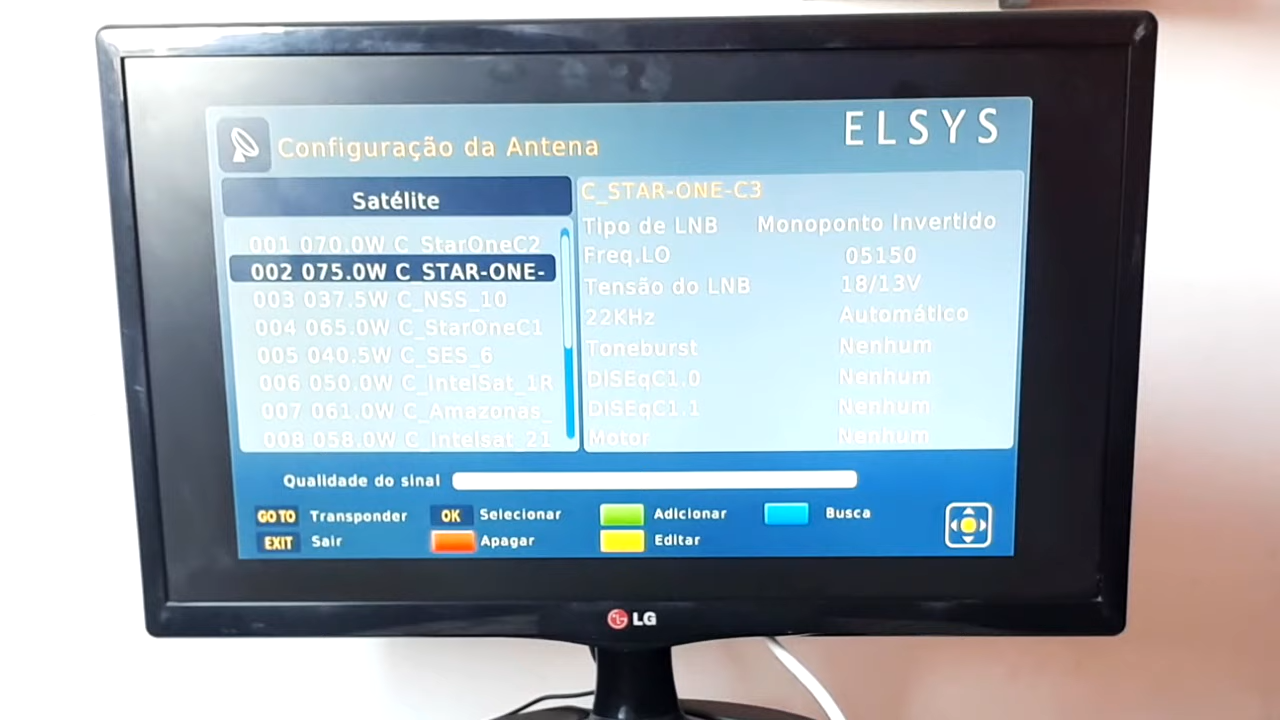 ELSYS
Configuração da Antena
Satélite
001 070.0W C_StarOneC2
002 075.0W C_STAR-ONE-
003 037.5W C_NSS_10
004 065.0W C_StarOneC1
005 040.5W C_SES_6
006 050.0W C_IntelSat_1R
007 061.0W C_Amazonas_
008 058.0W C_Intelsat_21
C_STAR-ONE-C3
Tipo de LNB Monoponto Invertido
Freq.LO 05150
Tensão do LNB 18/13V
22KHz Automático
Toneburst Nenhum
DISEqC1.0 Nenhum
DISEqC1.1 Nenhum
Motor Nenhum
Qualidade do sinal
GO TO Transponder OK Selecionar Adicionar Busca
EXIT Sair Apagar Editar
LG